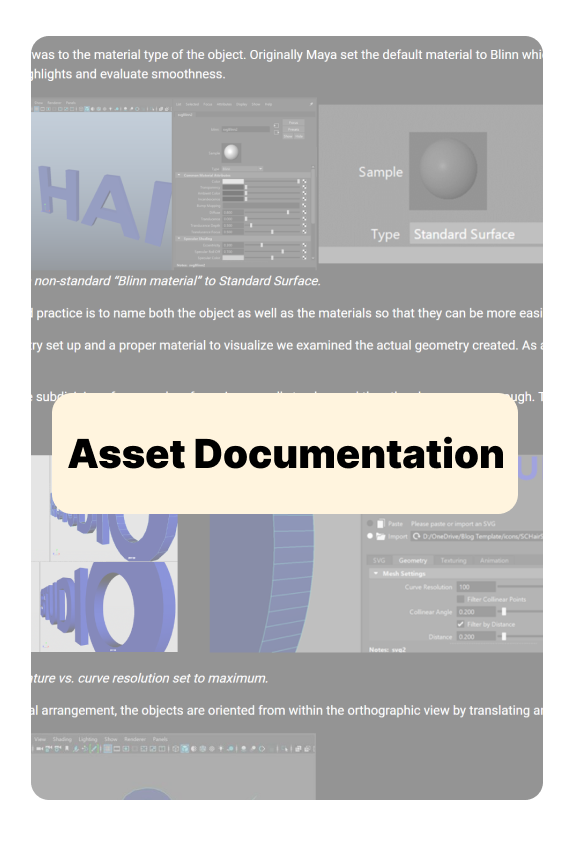 was to the material type of the object. Originally Maya set the default material to Blinn whi
ghlights and evaluate smoothness.
HAI
Sample
Type Standard Surface
non-standard “Blinn material” to Standard Surface.
l practice is to name both the object as well as the materials so that they can be more easi
try set up and a proper material to visualize we examined the actual geometry created. As a
Asset Documentation
Paste Please paste or import an SVG
Import D:/OneDrive/Blog Template/icons/SCHair
SVG Geometry Texturing Animation
Mesh Settings
Curve Resolution 100
Filter Collinear Points
Collinear Angle 0.200
Filter by Distance
Distance 0.200
Notes: svg2
ature vs. curve resolution set to maximum.
al arrangement, the objects are oriented from within the orthographic view by translating an
View Shading Lighting Show Renderer Panels